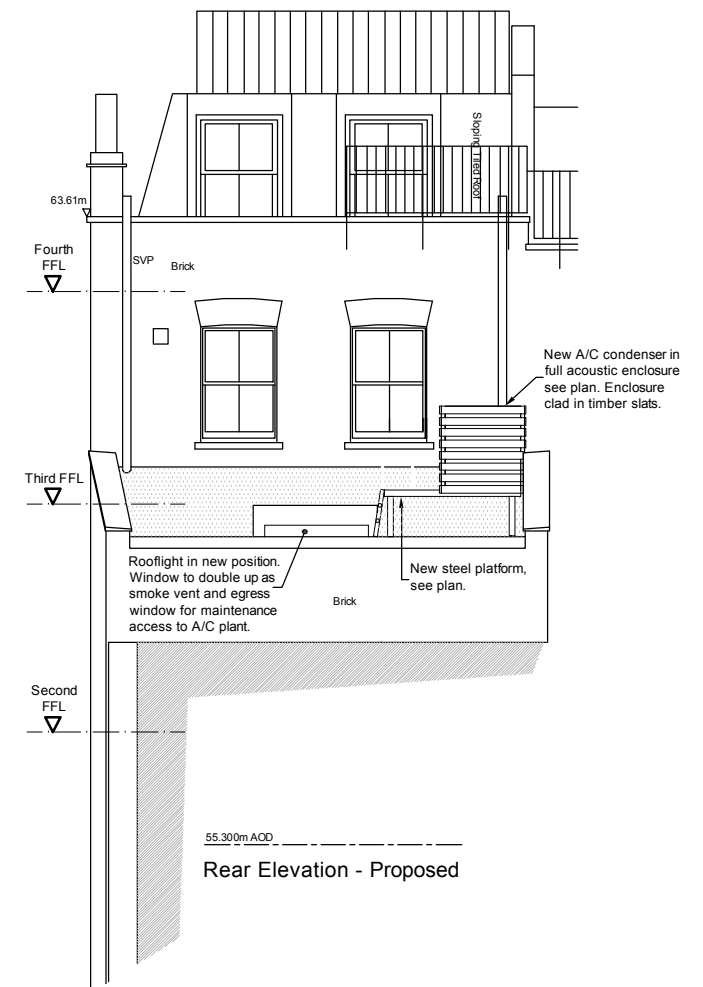 Sloping Tiled Roof
63.61m
Fourth
FFL
SVP
Brick
New A/C condenser in
full acoustic enclosure
see plan. Enclosure
clad in timber slats.
Third FFL
Rooflight in new position.
Window to double up as
smoke vent and egress
window for maintenance
access to A/C plant.
New steel platform,
see plan.
Brick
Second
FFL
55.300m AOD
Rear Elevation - Proposed